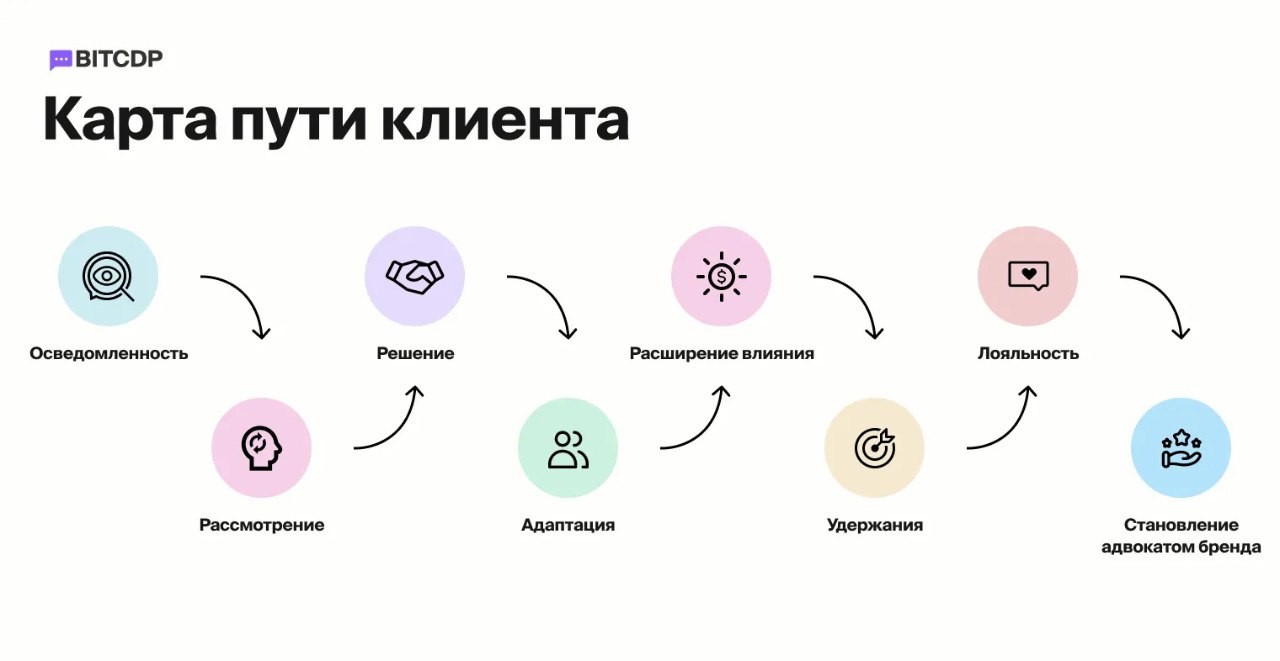 BITCDP
Карта пути клиента
Осведомленность
Рассмотрение
Решение
Адаптация
Расширение влияния
Удержания
Лояльность
Становление
адвокатом бренда